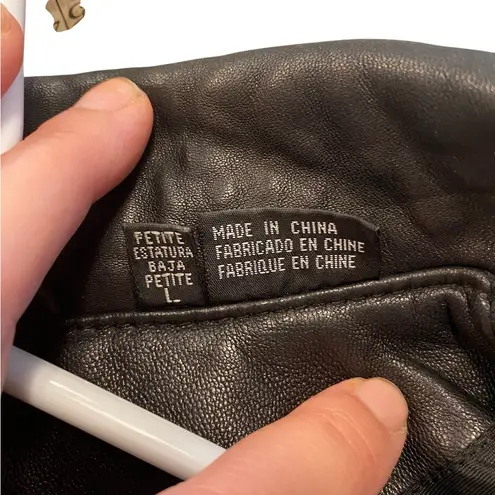 PETITE
ESTATURA
BAJA
PETITE
L
MADE IN CHINA
FABRICADO EN CHINE
FABRIQUE EN CHINE